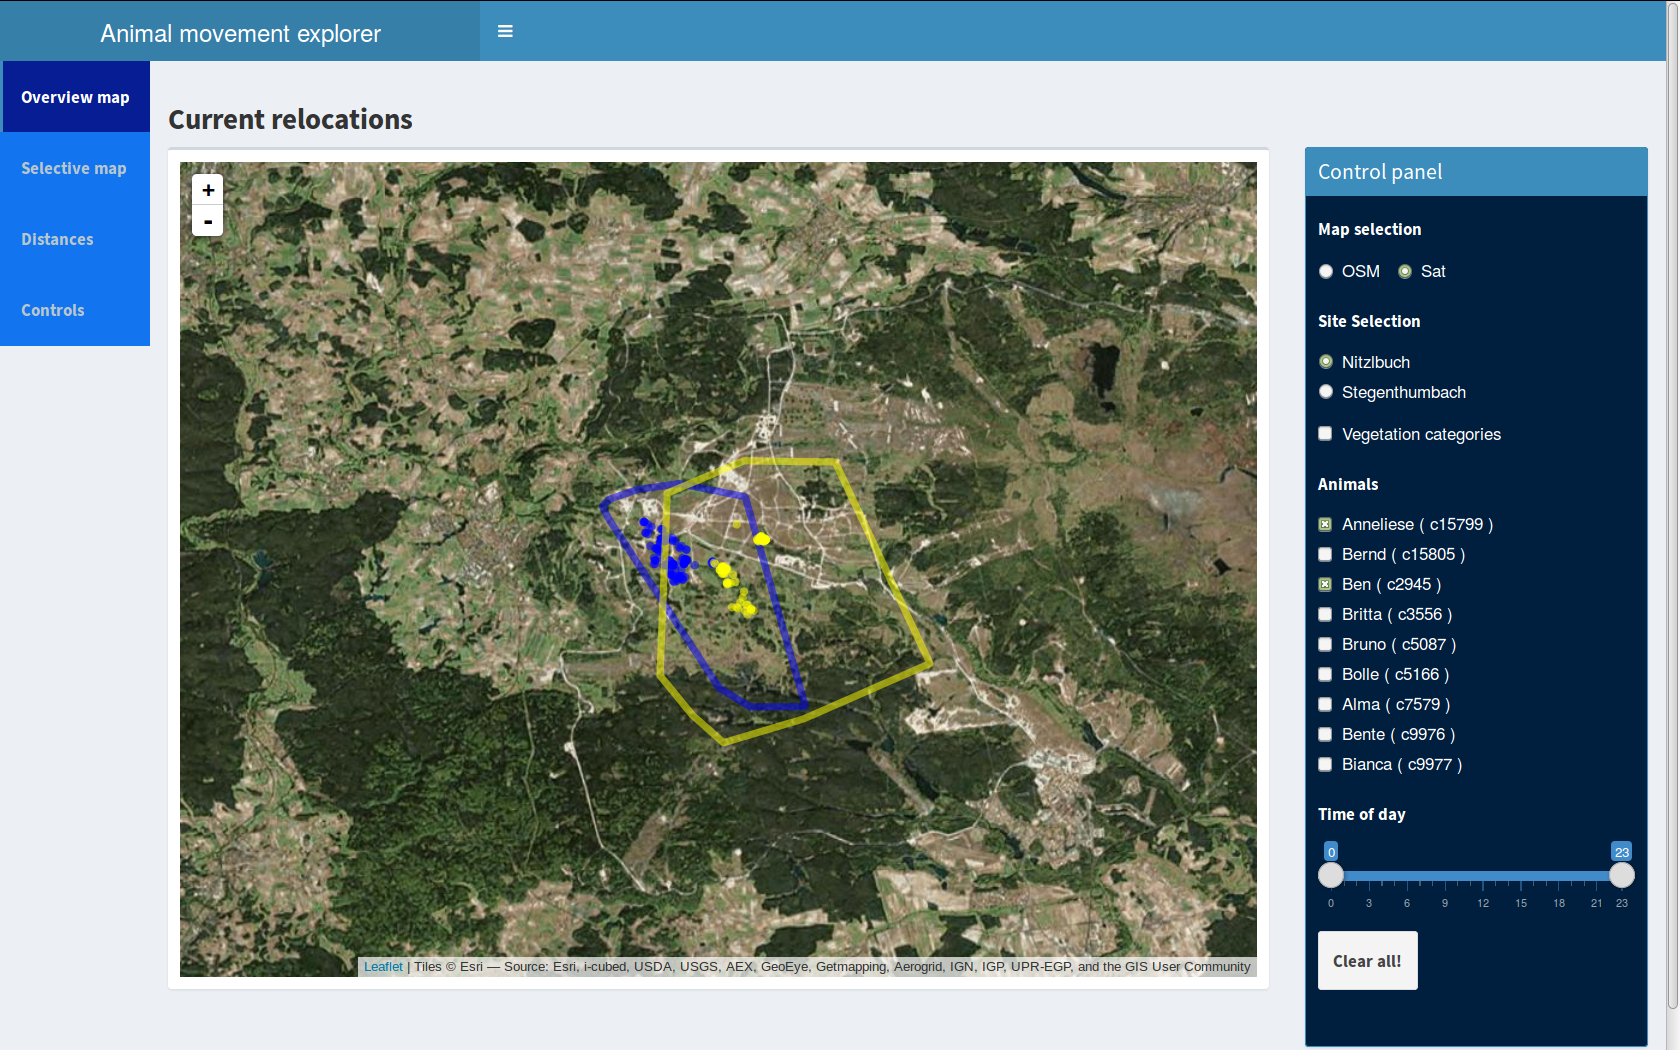 Animal movement explorer
Overview map
Selective map
Distances
Controls
Current relocations
+
-
Leaflet | Tiles © Esri — Source: Esri, i-cubed, USDA, USGS, AEX, GeoEye, Getmapping, Aerogrid, IGN, IGP, UPR-EGP, and the GIS User Community
Control panel
Map selection
OSM Sat
Site Selection
Nitzlbuch
Stegenthumbach
Vegetation categories
Animals
Anneliese ( c15799 )
Bernd ( c15805 )
Ben ( c2945 )
Britta ( c3556 )
Bruno ( c5087 )
Bolle ( c5166 )
Alma ( c7579 )
Bente ( c9976 )
Bianca ( c9977 )
Time of day
0 23
0 3 6 9 12 15 18 21 23
Clear all!